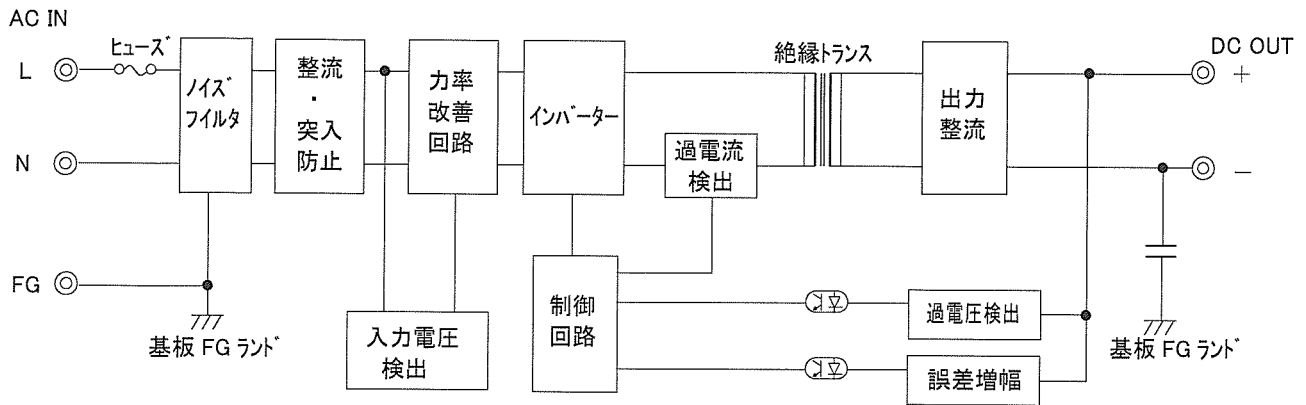 AC IN
L
ヒューズ
ノイズ
フィルタ
整流
・
突入
防止
力率
改善
回路
インバーター
過電流
検出
絶縁トランス
出力
整流
DC OUT
+
N
−
FG
基板 FG ランド
入力電圧
検出
制御
回路
過電圧検出
誤差増幅
基板 FG ランド